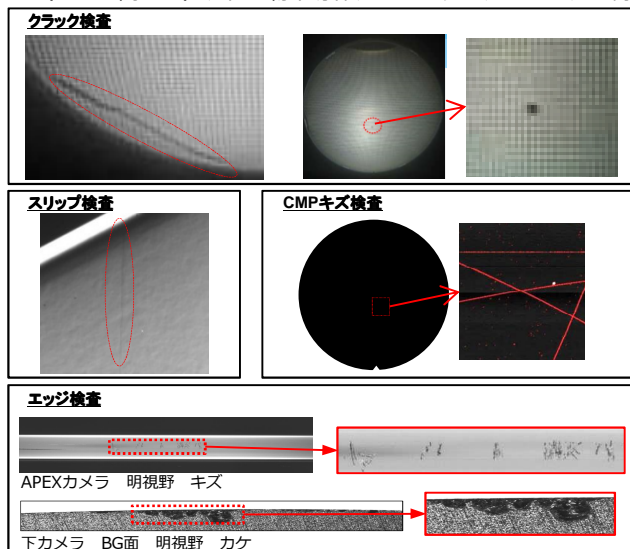 クラック検査
スリップ検査
CMPキズ検査
エッジ検査
APEXカメラ　明視野　キズ
下カメラ　BG面　明視野　カケ